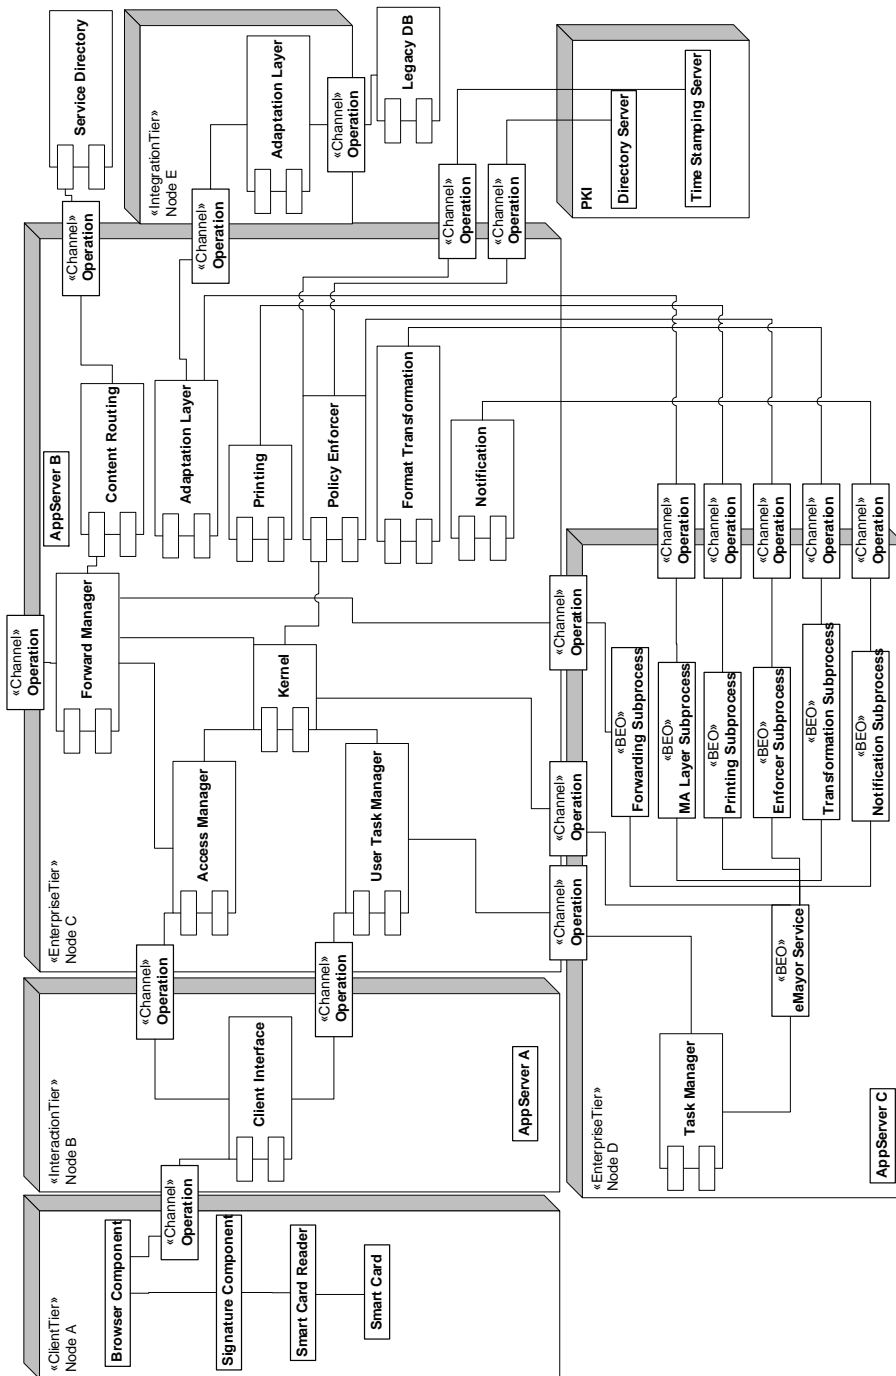 «ClientTier»
Node A
Browser Component
Signature Component
Smart Card Reader
Smart Card
«Channel»
Operation
«InteractionTier»
Node B
Client Interface
AppServer A
«Channel»
Operation
«Channel»
Operation
«EnterpriseTier»
Node C
Access Manager
User Task Manager
Kernel
Forward Manager
«Channel»
Operation
AppServer B
Content Routing
Adaptation Layer
Printing
Policy Enforcer
Format Transformation
Notification
«Channel»
Operation
«Channel»
Operation
«Channel»
Operation
«Channel»
Operation
Service Directory
«IntegrationTier»
Node E
Adaptation Layer
«Channel»
Operation
Legacy DB
PKI
Directory Server
Time Stamping Server
«EnterpriseTier»
Node D
Task Manager
AppServer C
«Channel»
Operation
«Channel»
Operation
«Channel»
Operation
«BEO»
eMayor Service
«BEO»
Forwarding Subprocess
«BEO»
MA Layer Subprocess
«BEO»
Printing Subprocess
«BEO»
Enforcer Subprocess
«BEO»
Transformation Subprocess
«BEO»
Notification Subprocess
«Channel»
Operation
«Channel»
Operation
«Channel»
Operation
«Channel»
Operation
«Channel»
Operation